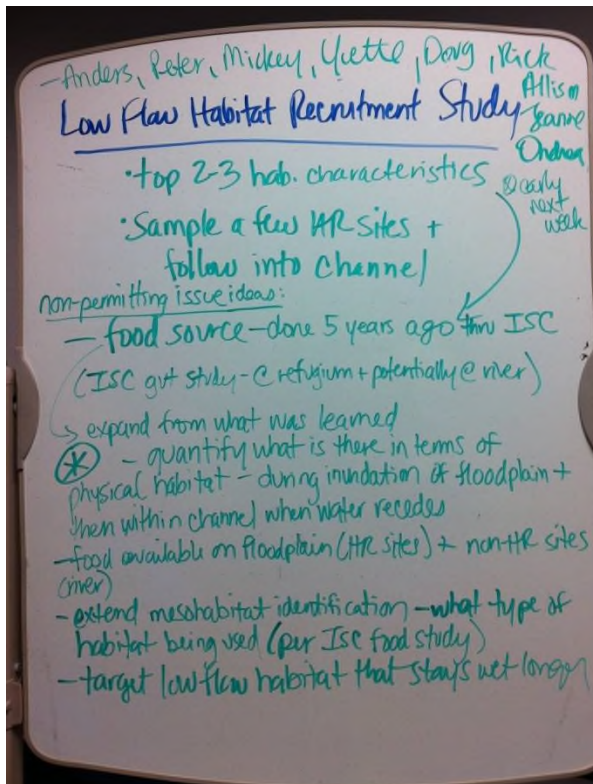 - Anders, Peter, Mickey, Yvette, Doug, Rick
Allison
Jeanne
Ondrea
Low Flow Habitat Recruitment Study
• top 2-3 hab. characteristics
early
next
week
• Sample a few HR sites +
follow into channel
non-permitting issue ideas:
- food source - done 5 years ago thru ISC
(ISC gut study - @ refugium + potentially @ river)
→ expand from what was learned
* - quantify what is there in terms of
physical habitat - during inundation of floodplain +
then within channel when water recedes
- food available on floodplain (HR sites) + non-HR sites
(river)
- extend mesohabitat identification - what type of
habitat being used (per ISC food study)
- target low flow habitat that stays wet longer